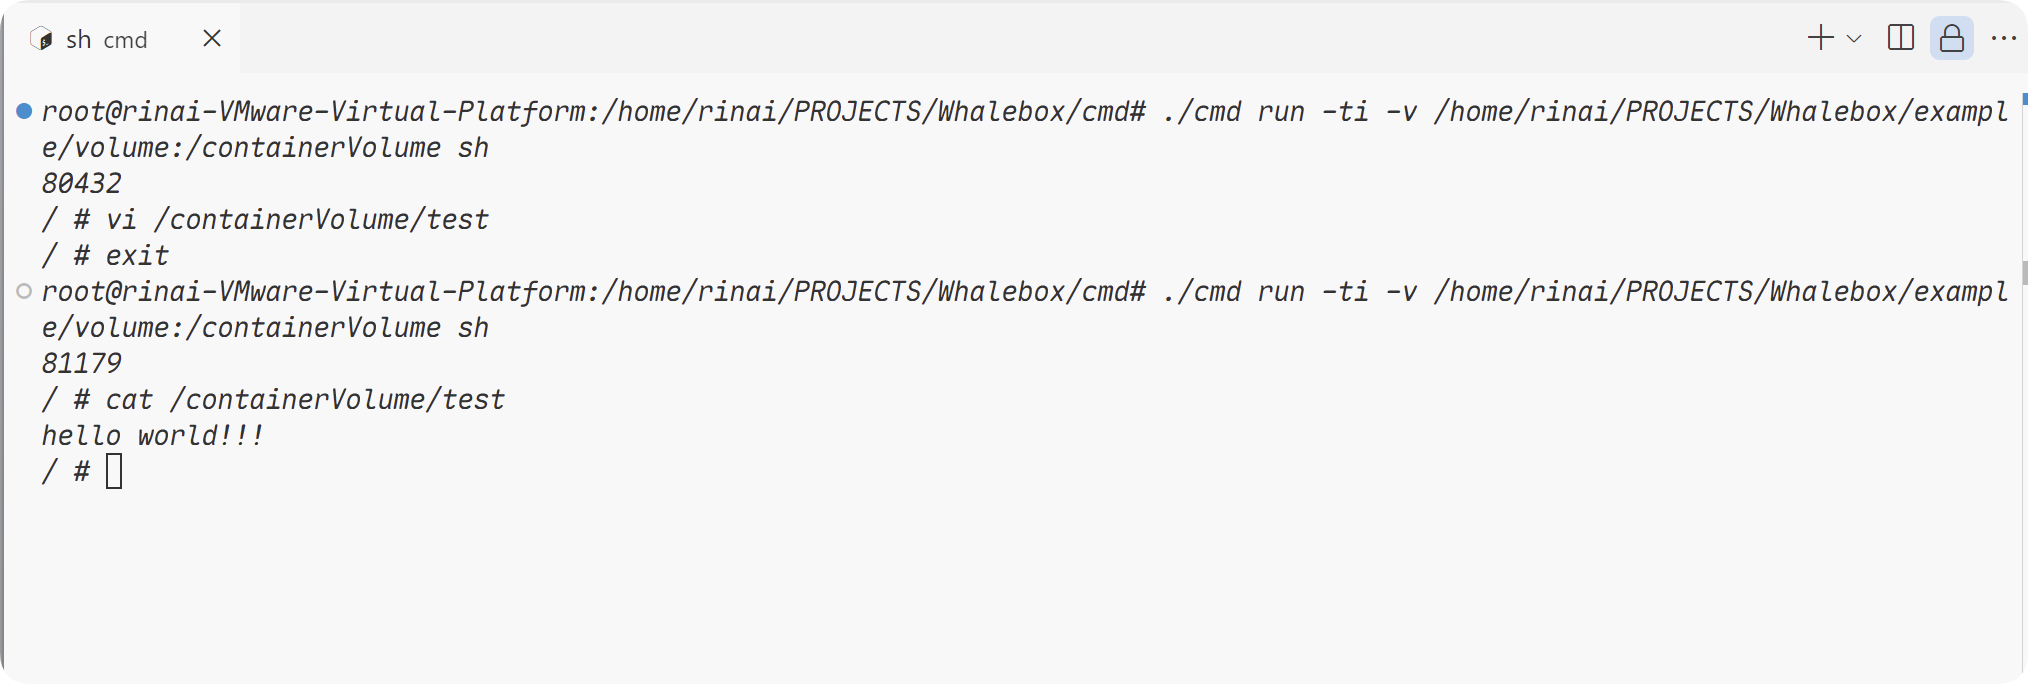 sh cmd
root@rinai-VMware-Virtual-Platform:/home/rinai/PROJECTS/Whalebox/cmd# ./cmd run -ti -v /home/rinai/PROJECTS/Whalebox/exampl
e/volume:/containerVolume sh
80432
/ # vi /containerVolume/test
/ # exit
root@rinai-VMware-Virtual-Platform:/home/rinai/PROJECTS/Whalebox/cmd# ./cmd run -ti -v /home/rinai/PROJECTS/Whalebox/exampl
e/volume:/containerVolume sh
81179
/ # cat /containerVolume/test
hello world!!!
/ #